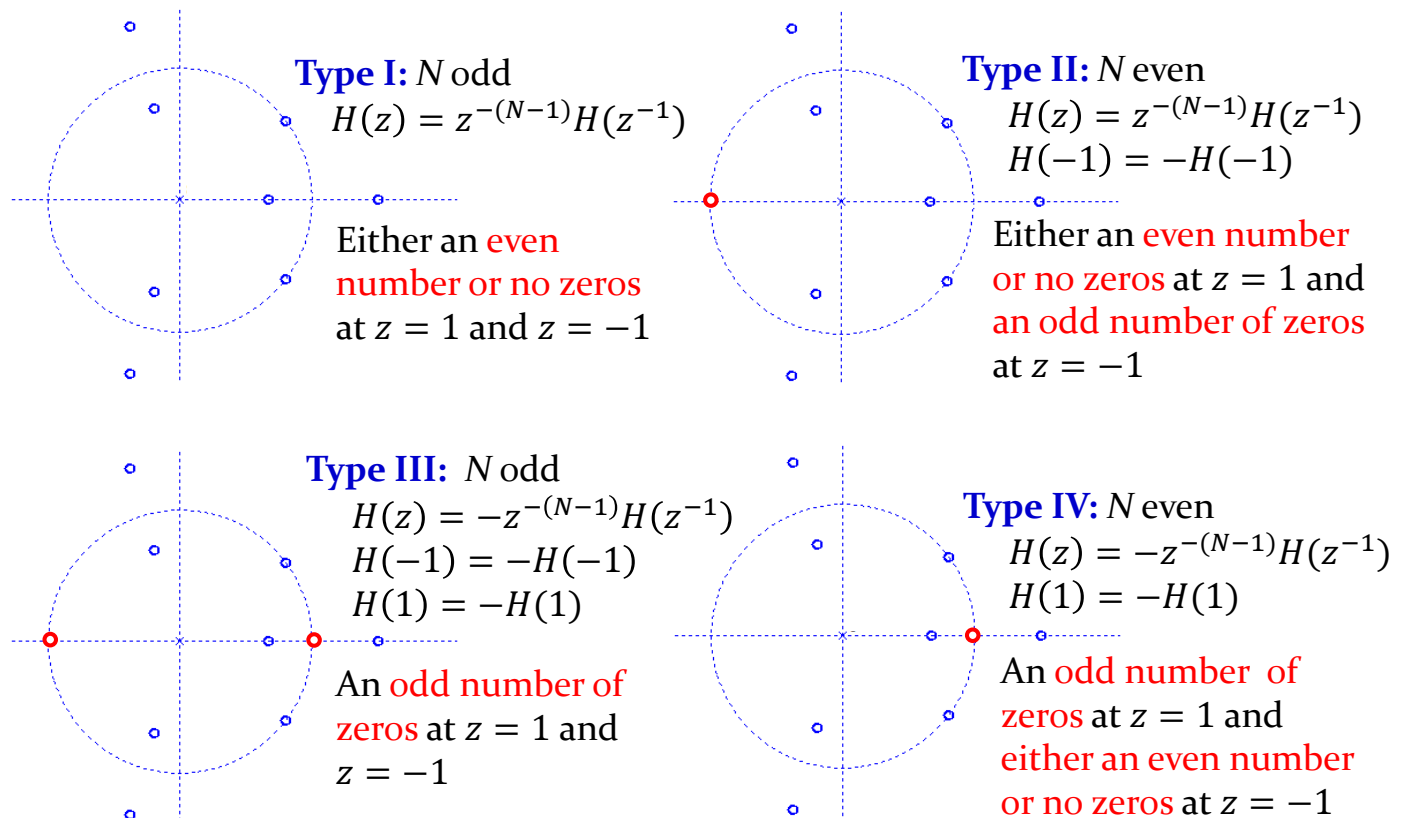 Type I: N odd
H(z) = z^{-(N-1)}H(z^{-1})
Either an even
number or no zeros
at z = 1 and z = −1
Type II: N even
H(z) = z^{-(N-1)}H(z^{-1})
H(−1) = −H(−1)
Either an even number
or no zeros at z = 1 and
an odd number of zeros
at z = −1
Type III: N odd
H(z) = −z^{-(N-1)}H(z^{-1})
H(−1) = −H(−1)
H(1) = −H(1)
An odd number of
zeros at z = 1 and
z = −1
Type IV: N even
H(z) = −z^{-(N-1)}H(z^{-1})
H(1) = −H(1)
An odd number of
zeros at z = 1 and
either an even number
or no zeros at z = −1